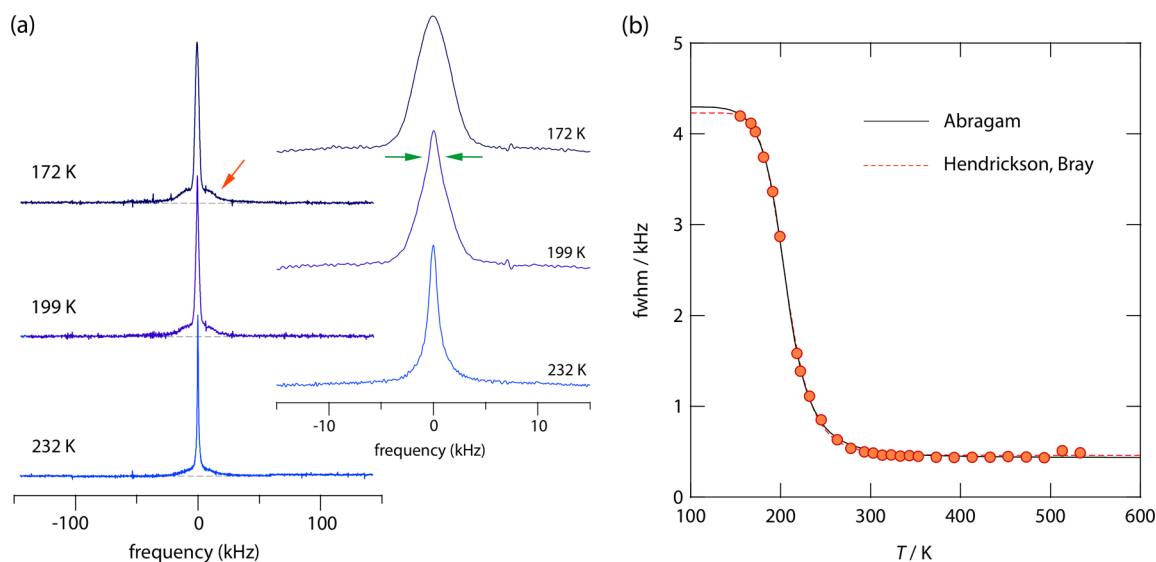 (a)
172 K
199 K
232 K
-100
0
100
frequency (kHz)
172 K
199 K
232 K
-10
0
10
frequency (kHz)
(b)
5
4
3
2
1
0
fwhm / kHz
Abragam
Hendrickson, Bray
100
200
300
400
500
600
T / K